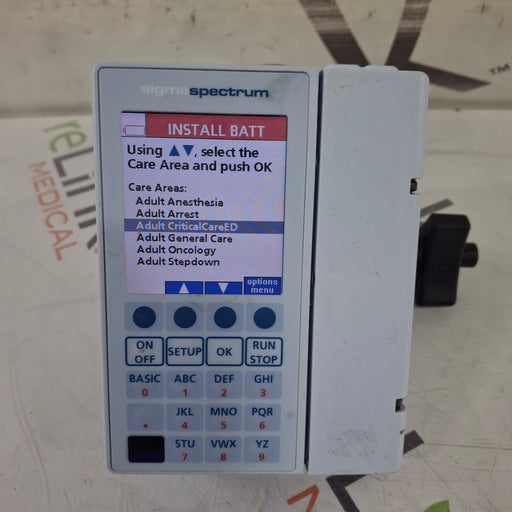 sigmaspectrum
INSTALL BATT
Using ▲▼, select the
Care Area and push OK
Care Areas:
Adult Anesthesia
Adult Arrest
Adult CriticalCareED
Adult General Care
Adult Oncology
Adult Stepdown
▲ ▼ options
menu
ON
OFF
SETUP
OK
RUN
STOP
BASIC ABC DEF GHI
0 1 2 3
JKL MNO PQR
. 4 5 6
STU VWX YZ
7 8 9
reLink
MEDICAL
TM